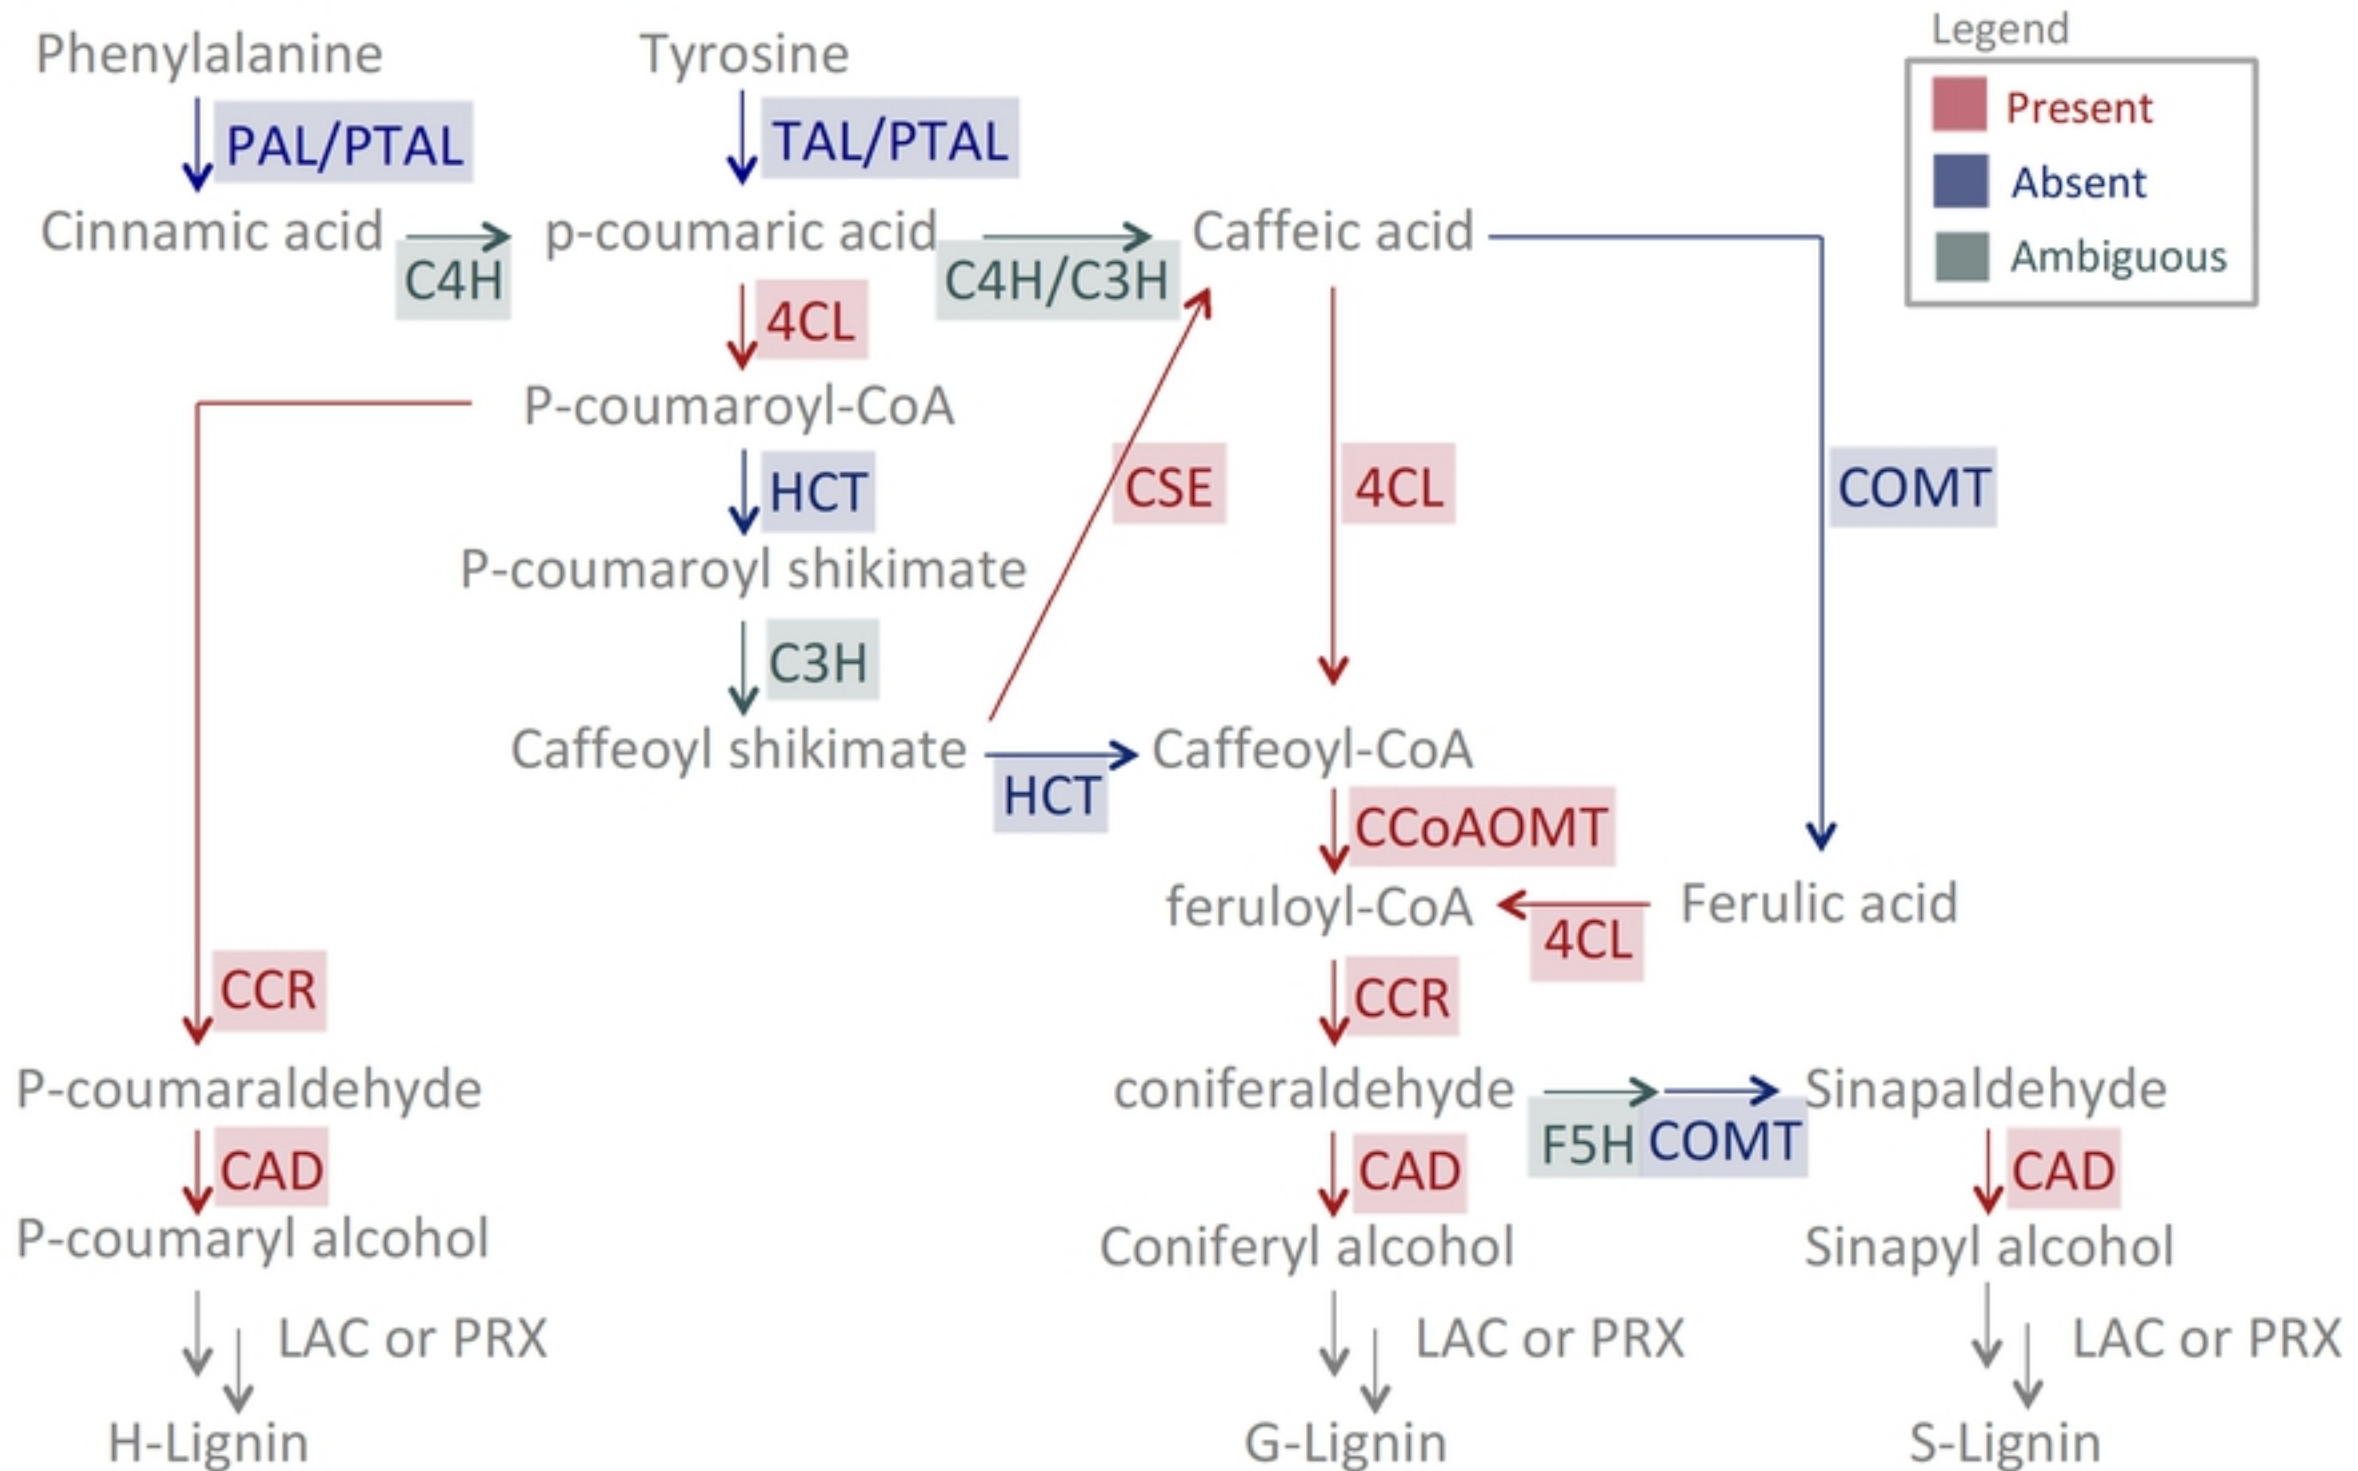 Legend
Present
Absent
Ambiguous
Phenylalanine
Tyrosine
PAL/PTAL
TAL/PTAL
Cinnamic acid
C4H
p-coumaric acid
C4H/C3H
Caffeic acid
4CL
P-coumaroyl-CoA
HCT
CSE
4CL
COMT
P-coumaroyl shikimate
C3H
Caffeoyl shikimate
HCT
Caffeoyl-CoA
CCoAOMT
feruloyl-CoA
4CL
Ferulic acid
CCR
CCR
P-coumaraldehyde
coniferaldehyde
F5H
COMT
Sinapaldehyde
CAD
CAD
CAD
P-coumaryl alcohol
Coniferyl alcohol
Sinapyl alcohol
LAC or PRX
LAC or PRX
LAC or PRX
H-Lignin
G-Lignin
S-Lignin